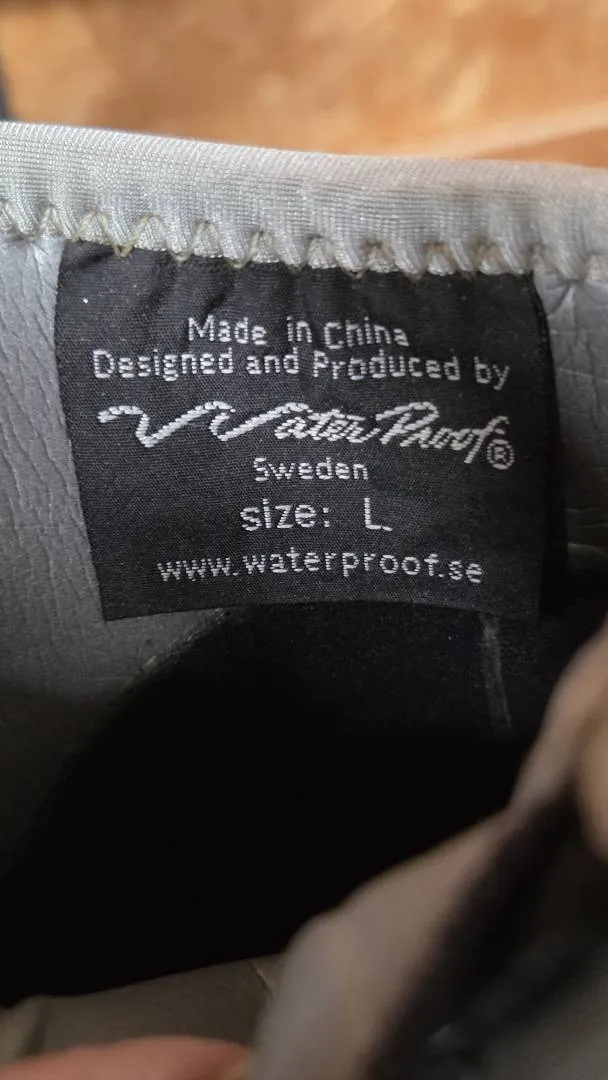 Made in China
Designed and Produced by
WaterProof®
Sweden
size: L
www.waterproof.se